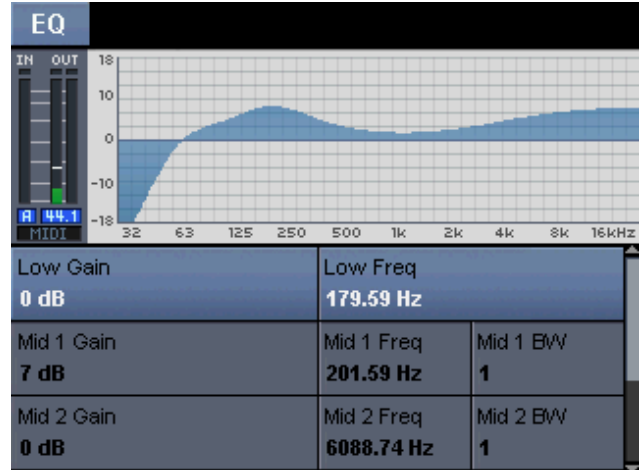 EQ
IN OUT
18
10
0
-10
-18
A 44.1
MIDI
32 63 125 250 500 1k 2k 4k 8k 16kHz
Low Gain Low Freq
0 dB 179.59 Hz
Mid 1 Gain Mid 1 Freq Mid 1 BW
7 dB 201.59 Hz 1
Mid 2 Gain Mid 2 Freq Mid 2 BW
0 dB 6088.74 Hz 1